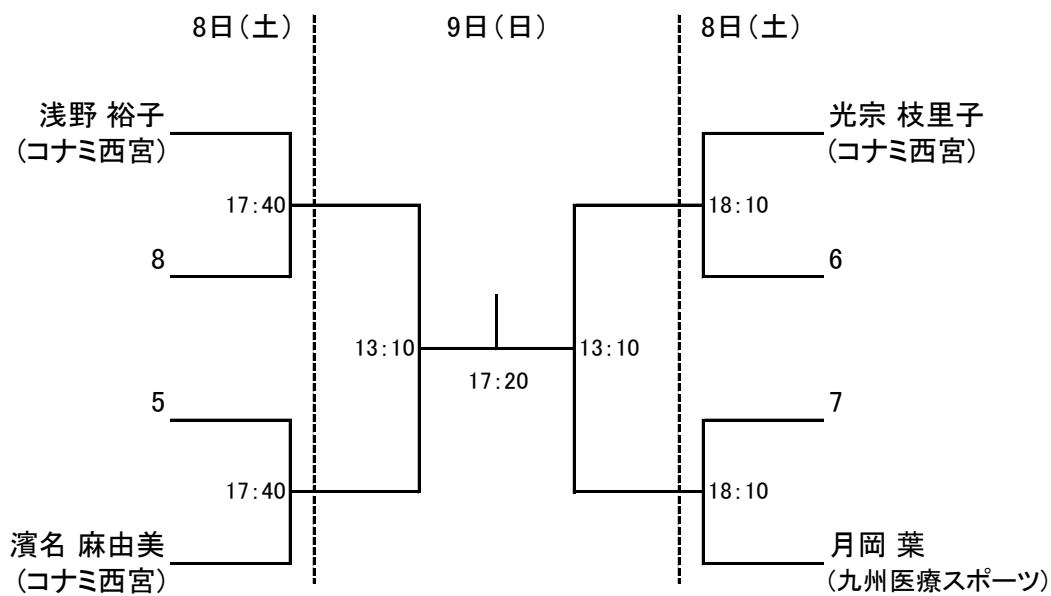 8日(土)
9日(日)
8日(土)
浅野 裕子
(コナミ西宮)
光宗 枝里子
(コナミ西宮)
17:40
18:10
8
6
13:10
13:10
17:20
5
7
17:40
18:10
濱名 麻由美
(コナミ西宮)
月岡 葉
(九州医療スポーツ)